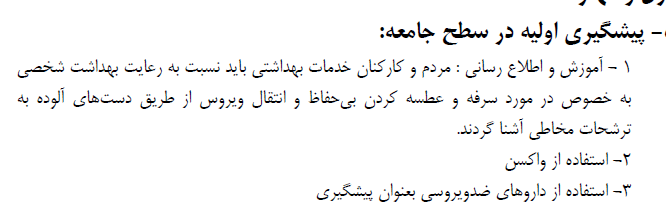 - پیشگیری اولیه در سطح جامعه:
۱ - آموزش و اطلاع رسانی : مردم و کارکنان خدمات بهداشتی باید نسبت به رعایت بهداشت شخصی
به خصوص در مورد سرفه و عطسه کردن بی‌حفاظ و انتقال ویروس از طریق دست‌های آلوده به
ترشحات مخاطی آشنا گردند.
۲- استفاده از واکسن
۳- استفاده از داروهای ضدویروسی بعنوان پیشگیری